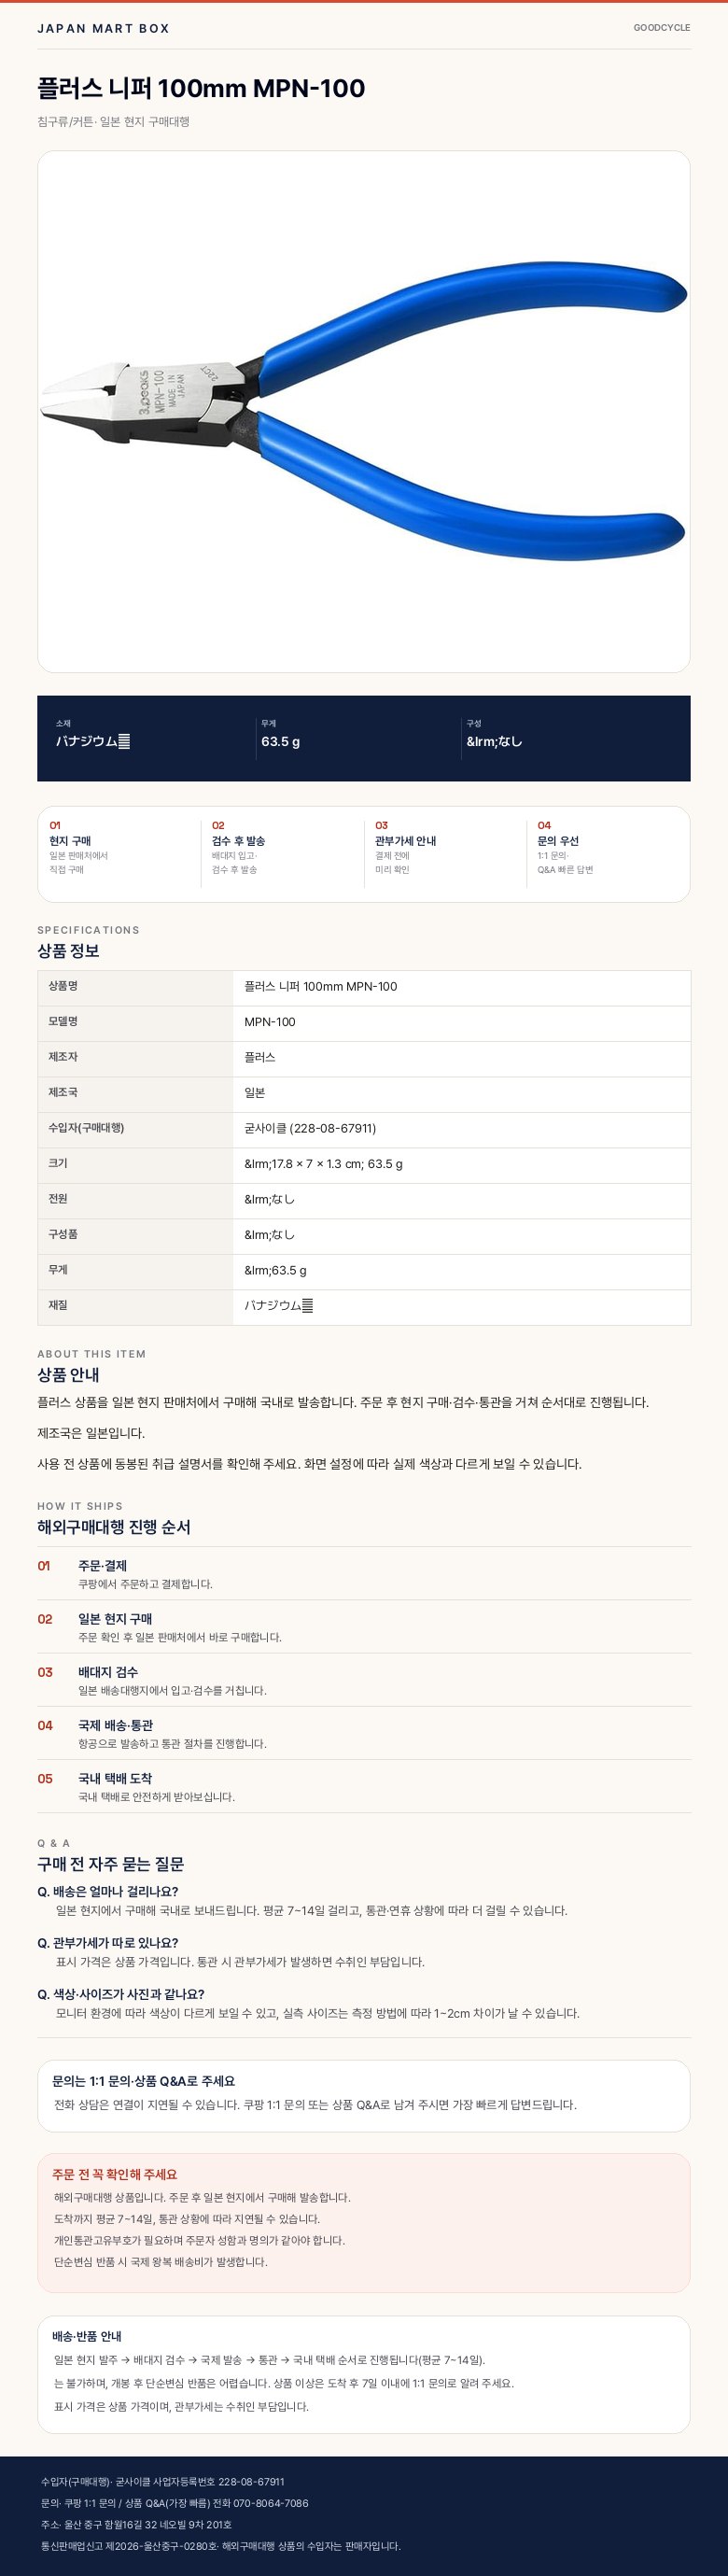 JAPAN MART BOX
GOODCYCLE
플러스 니퍼 100mm MPN-100
침구류/커튼· 일본 현지 구매대행
3.peaks
MPN-100
MADE IN
JAPAN
22CT
소재
バナジウム
무게
63.5 g
구성
&lrm;なし
01
현지 구매
일본 판매처에서
직접 구매
02
검수 후 발송
배대지 입고·
검수 후 발송
03
관부가세 안내
결제 전에
미리 확인
04
문의 우선
1:1 문의·
Q&A 빠른 답변
SPECIFICATIONS
상품 정보
상품명
플러스 니퍼 100mm MPN-100
모델명
MPN-100
제조자
플러스
제조국
일본
수입자(구매대행)
굳사이클 (228-08-67911)
크기
&lrm;17.8 × 7 × 1.3 cm; 63.5 g
전원
&lrm;なし
구성품
&lrm;なし
무게
&lrm;63.5 g
재질
バナジウム
ABOUT THIS ITEM
상품 안내
플러스 상품을 일본 현지 판매처에서 구매해 국내로 발송합니다. 주문 후 현지 구매·검수·통관을 거쳐 순서대로 진행됩니다.
제조국은 일본입니다.
사용 전 상품에 동봉된 취급 설명서를 확인해 주세요. 화면 설정에 따라 실제 색상과 다르게 보일 수 있습니다.
HOW IT SHIPS
해외구매대행 진행 순서
01
주문·결제
쿠팡에서 주문하고 결제합니다.
02
일본 현지 구매
주문 확인 후 일본 판매처에서 바로 구매합니다.
03
배대지 검수
일본 배송대행지에서 입고·검수를 거칩니다.
04
국제 배송·통관
항공으로 발송하고 통관 절차를 진행합니다.
05
국내 택배 도착
국내 택배로 안전하게 받아보십니다.
Q & A
구매 전 자주 묻는 질문
Q. 배송은 얼마나 걸리나요?
일본 현지에서 구매해 국내로 보내드립니다. 평균 7~14일 걸리고, 통관·연휴 상황에 따라 더 걸릴 수 있습니다.
Q. 관부가세가 따로 있나요?
표시 가격은 상품 가격입니다. 통관 시 관부가세가 발생하면 수취인 부담입니다.
Q. 색상·사이즈가 사진과 같나요?
모니터 환경에 따라 색상이 다르게 보일 수 있고, 실측 사이즈는 측정 방법에 따라 1~2cm 차이가 날 수 있습니다.
문의는 1:1 문의·상품 Q&A로 주세요
전화 상담은 연결이 지연될 수 있습니다. 쿠팡 1:1 문의 또는 상품 Q&A로 남겨 주시면 가장 빠르게 답변드립니다.
주문 전 꼭 확인해 주세요
해외구매대행 상품입니다. 주문 후 일본 현지에서 구매해 발송합니다.
도착까지 평균 7~14일, 통관 상황에 따라 지연될 수 있습니다.
개인통관고유부호가 필요하며 주문자 성함과 명의가 같아야 합니다.
단순변심 반품 시 국제 왕복 배송비가 발생합니다.
배송·반품 안내
일본 현지 발주 → 배대지 검수 → 국제 발송 → 통관 → 국내 택배 순서로 진행됩니다(평균 7~14일).
는 불가하며, 개봉 후 단순변심 반품은 어렵습니다. 상품 이상은 도착 후 7일 이내에 1:1 문의로 알려 주세요.
표시 가격은 상품 가격이며, 관부가세는 수취인 부담입니다.
수입자(구매대행)· 굳사이클 사업자등록번호 228-08-67911
문의· 쿠팡 1:1 문의 / 상품 Q&A(가장 빠름) 전화 070-8064-7086
주소· 울산 중구 함월16길 32 네오빌 9차 201호
통신판매업신고 제2026-울산중구-0280호· 해외구매대행 상품의 수입자는 판매자입니다.